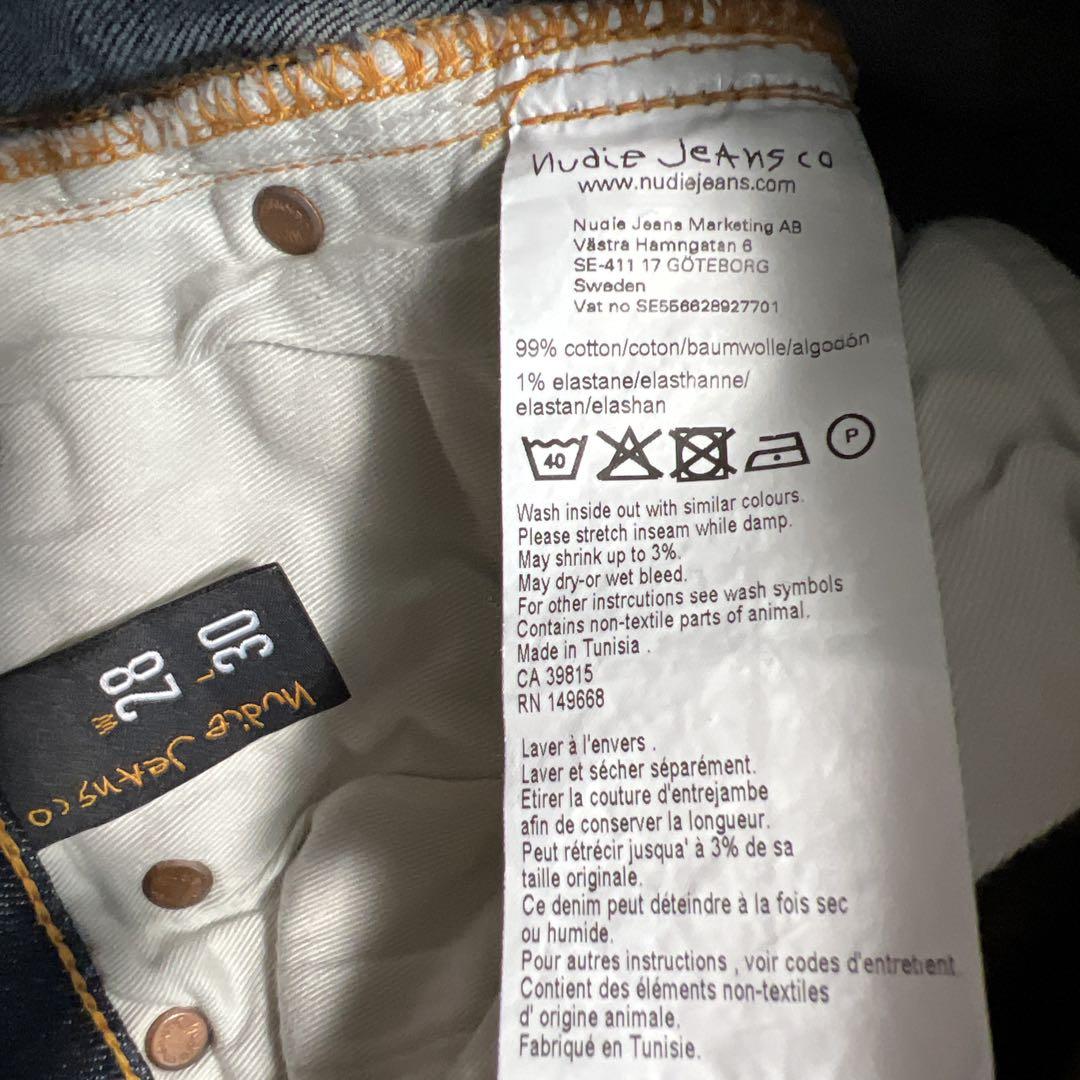 nudie Jeans co
www.nudiejeans.com
Nudie Jeans Marketing AB
Västra Hamngatan 6
SE-411 17 GÖTEBORG
Sweden
Vat no SE556628927701
99% cotton/coton/baumwolle/algodón
1% elastane/elasthanne/
elastan/elashan
40
P
Wash inside out with similar colours.
Please stretch inseam while damp.
May shrink up to 3%.
May dry-or wet bleed.
For other instrcutions see wash symbols
Contains non-textile parts of animal.
Made in Tunisia .
CA 39815
RN 149668
Laver à l'envers .
Laver et sécher séparément.
Etirer la couture d'entrejambe
afin de conserver la longueur.
Peut rétrécir jusqua' à 3% de sa
taille originale.
Ce denim peut déteindre à la fois sec
ou humide.
Pour autres instructions , voir codes d'entretient
Contient des éléments non-textiles
d' origine animale.
Fabriqué en Tunisie.
nudie Jeans co
W 28
L 30